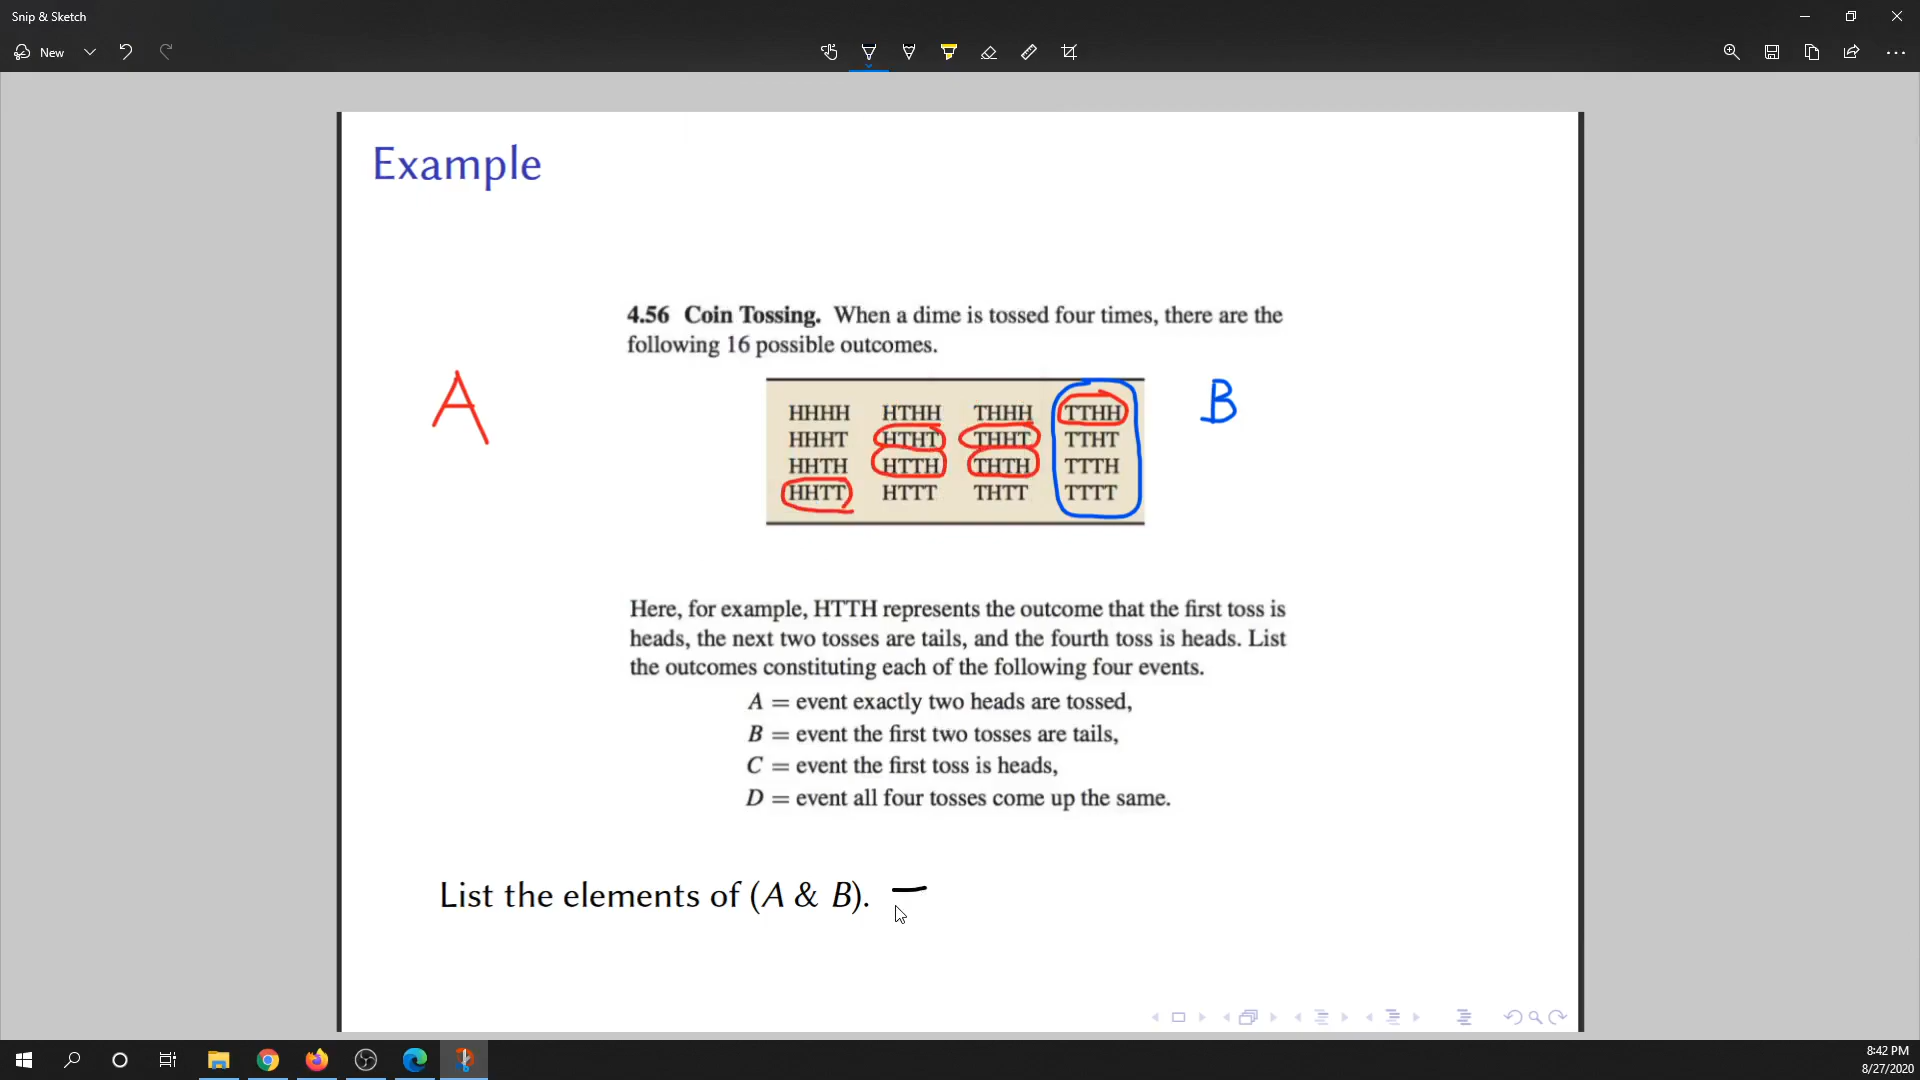 Snip & Sketch
New
Example
4.56 Coin Tossing. When a dime is tossed four times, there are the
following 16 possible outcomes.
A
B
HHHH HTHH THHH TTHH
HHHT HTHT THHT TTHT
HHTH HTTH THTH TTTH
HHTT HTTT THTT TTTT
Here, for example, HTTH represents the outcome that the first toss is
heads, the next two tosses are tails, and the fourth toss is heads. List
the outcomes constituting each of the following four events.
A = event exactly two heads are tossed,
B = event the first two tosses are tails,
C = event the first toss is heads,
D = event all four tosses come up the same.
List the elements of (A & B).
8:42 PM
8/27/2020